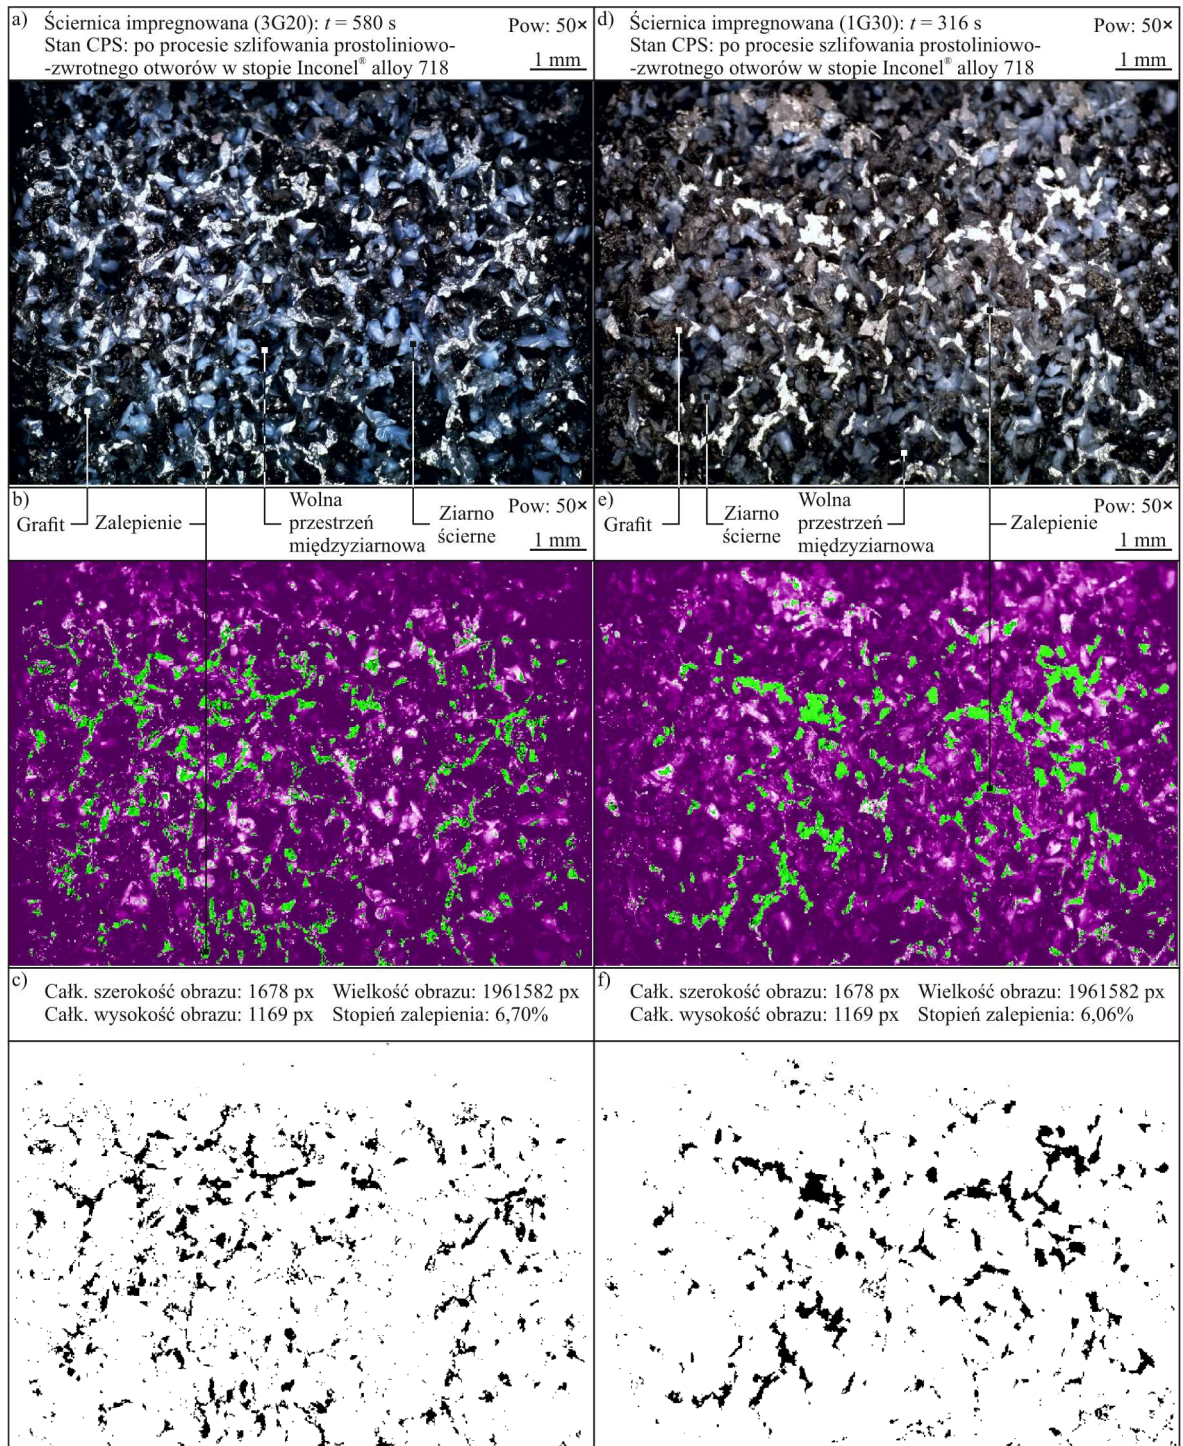 a) Ściernica impregnowana (3G20): t = 580 s Pow: 50×
Stan CPS: po procesie szlifowania prostoliniowo-
-zwrotnego otworów w stopie Inconel® alloy 718 1 mm
d) Ściernica impregnowana (1G30): t = 316 s Pow: 50×
Stan CPS: po procesie szlifowania prostoliniowo-
-zwrotnego otworów w stopie Inconel® alloy 718 1 mm
b) Pow: 50×
Grafit
Zalepienie
Wolna
przestrzeń
międzyziarnowa
Ziarno
ścierne
1 mm
e) Pow: 50×
Grafit
Ziarno
ścierne
Wolna
przestrzeń
międzyziarnowa
Zalepienie
1 mm
c) Całk. szerokość obrazu: 1678 px Wielkość obrazu: 1961582 px
Całk. wysokość obrazu: 1169 px Stopień zalepienia: 6,70%
f) Całk. szerokość obrazu: 1678 px Wielkość obrazu: 1961582 px
Całk. wysokość obrazu: 1169 px Stopień zalepienia: 6,06%